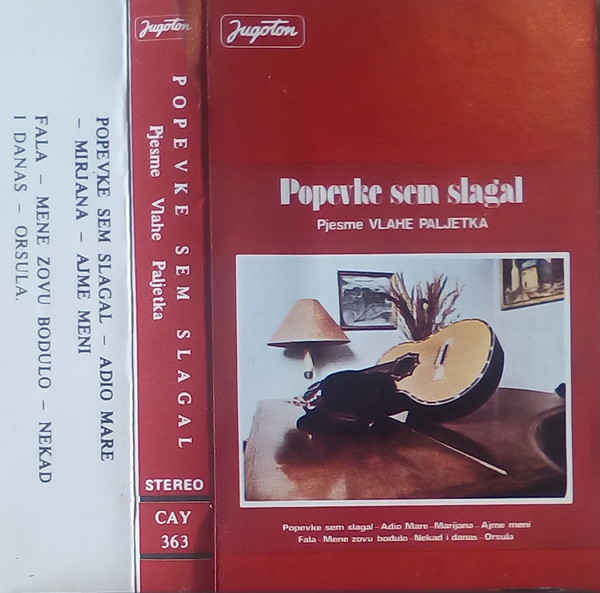 POPEVKE SEM SLAGAL – ADIO MARE
– MIRJANA – AJME MENI
FALA – MENE ZOVU BODULO – NEKAD
I DANAS – ORSULA.
Jugoton
POPEVKE SEM SLAGAL
Pjesme Vlahe Paljetka
STEREO
CAY
363
Jugoton
Popevke sem slagal
Pjesme VLAHE PALJETKA
Popevke sem slagal–Adio Mare–Marijana–Ajme meni
Fala–Mene zovu bodulo–Nekad i danas–Orsula